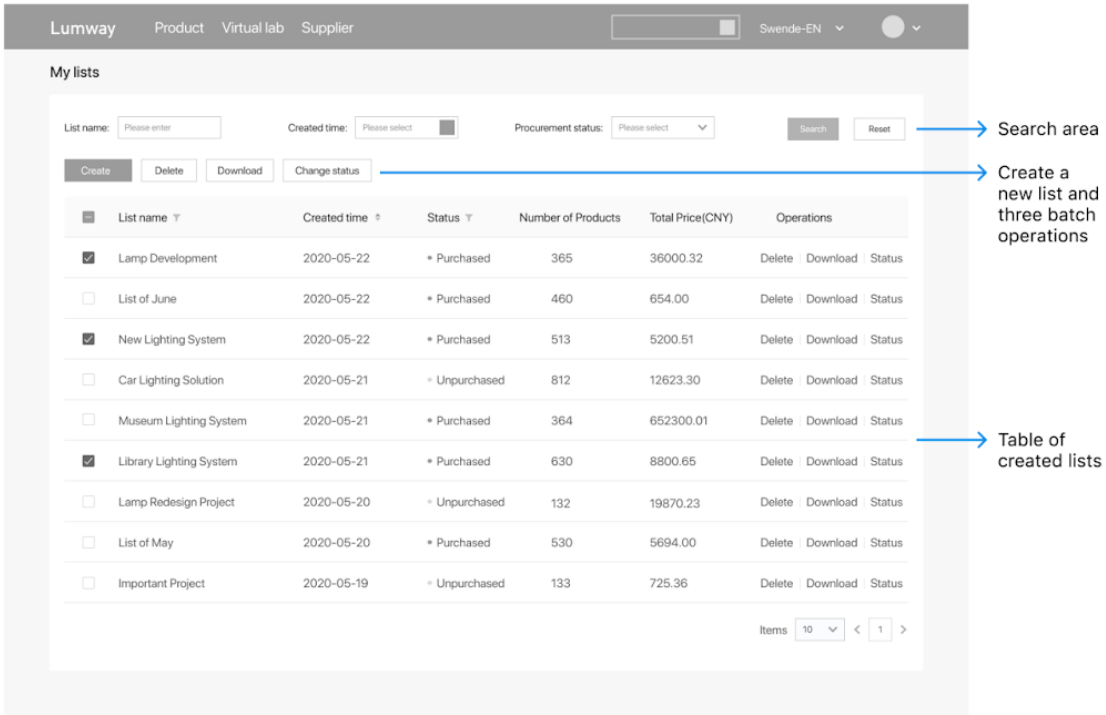 Lumway Product Virtual lab Supplier Swende-EN
My lists
List name: Please enter Created time: Please select Procurement status: Please select Search Reset
Search area
Create Delete Download Change status
Create a
new list and
three batch
operations
List name Created time Status Number of Products Total Price(CNY) Operations
Lamp Development 2020-05-22 Purchased 365 36000.32 Delete Download Status
List of June 2020-05-22 Purchased 460 654.00 Delete Download Status
New Lighting System 2020-05-22 Purchased 513 5200.51 Delete Download Status
Car Lighting Solution 2020-05-21 Unpurchased 812 12623.30 Delete Download Status
Museum Lighting System 2020-05-21 Purchased 364 652300.01 Delete Download Status
Table of
created lists
Library Lighting System 2020-05-21 Purchased 630 8800.65 Delete Download Status
Lamp Redesign Project 2020-05-20 Unpurchased 132 19870.23 Delete Download Status
List of May 2020-05-20 Purchased 530 5694.00 Delete Download Status
Important Project 2020-05-19 Unpurchased 133 725.36 Delete Download Status
Items 10 < 1 >